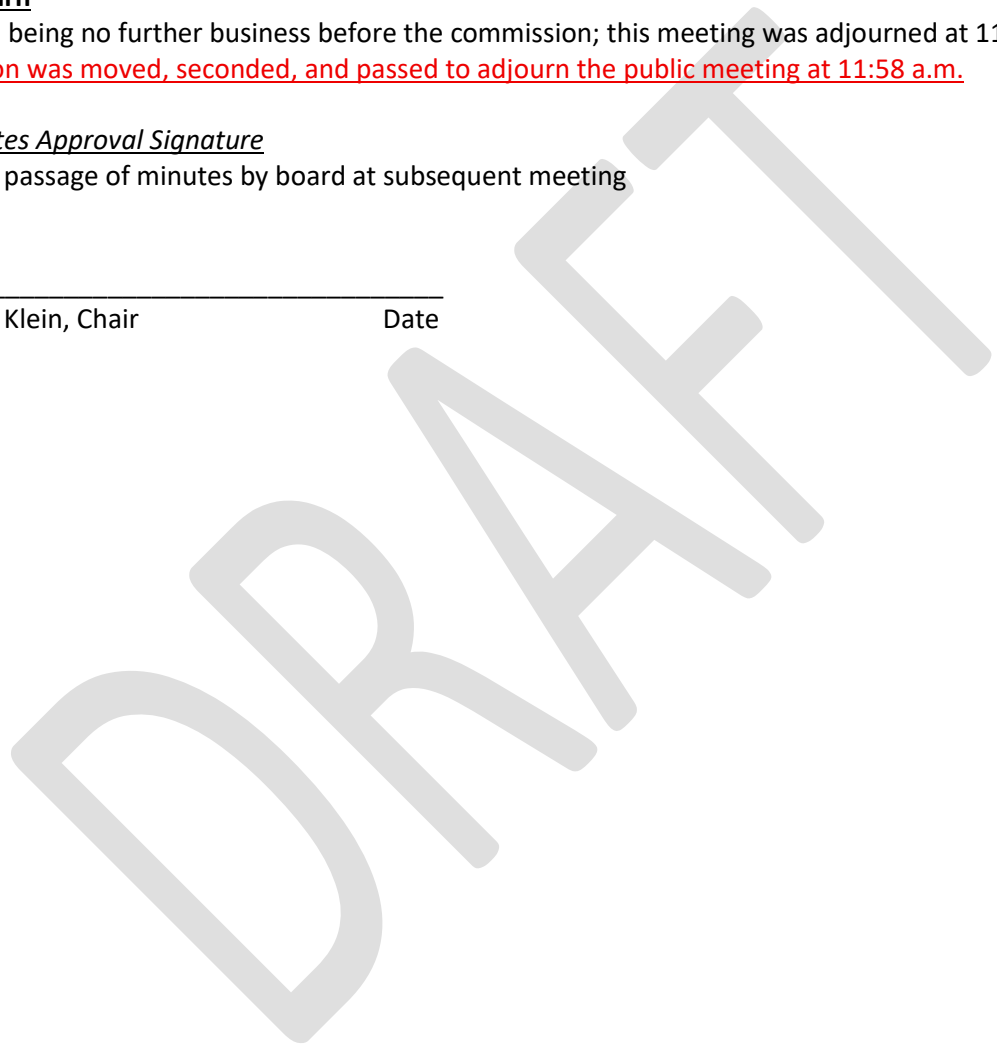 being no further business before the commission; this meeting was adjourned at 11
on was moved, seconded, and passed to adjourn the public meeting at 11:58 a.m.
tes Approval Signature
passage of minutes by board at subsequent meeting
Klein, Chair Date
DRAFT